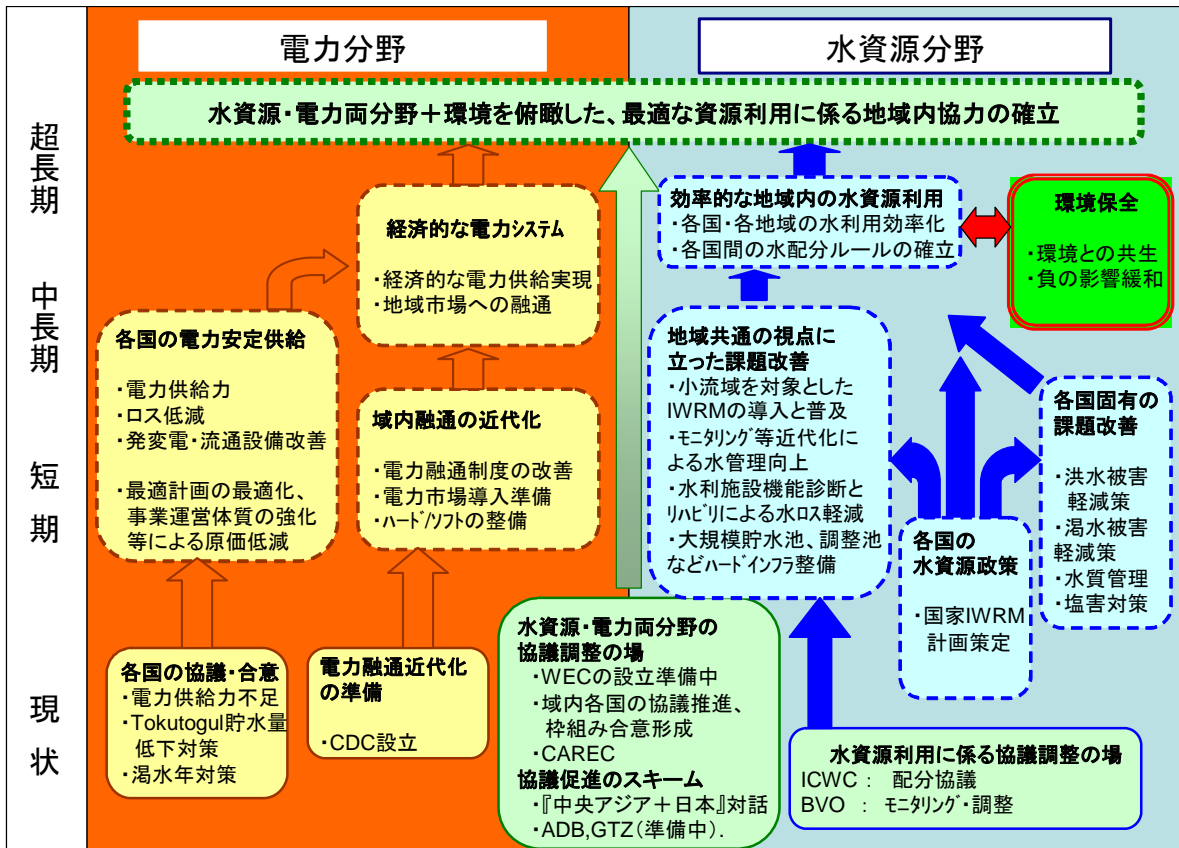 電力分野
水資源分野
水資源・電力両分野＋環境を俯瞰した、最適な資源利用に係る地域内協力の確立
超長期
中長期
短期
現状
経済的な電力システム
・経済的な電力供給実現
・地域市場への融通
各国の電力安定供給
・電力供給力
・ロス低減
・発変電・流通設備改善
・最適計画の最適化、
事業運営体質の強化
等による原価低減
域内融通の近代化
・電力融通制度の改善
・電力市場導入準備
・ハード/ソフトの整備
各国の協議・合意
・電力供給力不足
・Tokutogul貯水量
低下対策
・渇水年対策
電力融通近代化
の準備
・CDC設立
水資源・電力両分野の
協議調整の場
・WECの設立準備中
・域内各国の協議推進、
枠組み合意形成
・CAREC
協議促進のスキーム
・『中央アジア＋日本』対話
・ADB,GTZ（準備中）.
効率的な地域内の水資源利用
・各国・各地域の水利用効率化
・各国間の水配分ルールの確立
環境保全
・環境との共生
・負の影響緩和
地域共通の視点に
立った課題改善
・小流域を対象とした
IWRMの導入と普及
・モニタリング等近代化に
よる水管理向上
・水利施設機能診断と
リハビリによる水ロス軽減
・大規模貯水池、調整池
などハードインフラ整備
各国の
水資源政策
・国家IWRM
計画策定
各国固有の
課題改善
・洪水被害
軽減策
・渇水被害
軽減策
・水質管理
・塩害対策
水資源利用に係る協議調整の場
ICWC： 配分協議
BVO： モニタリング・調整